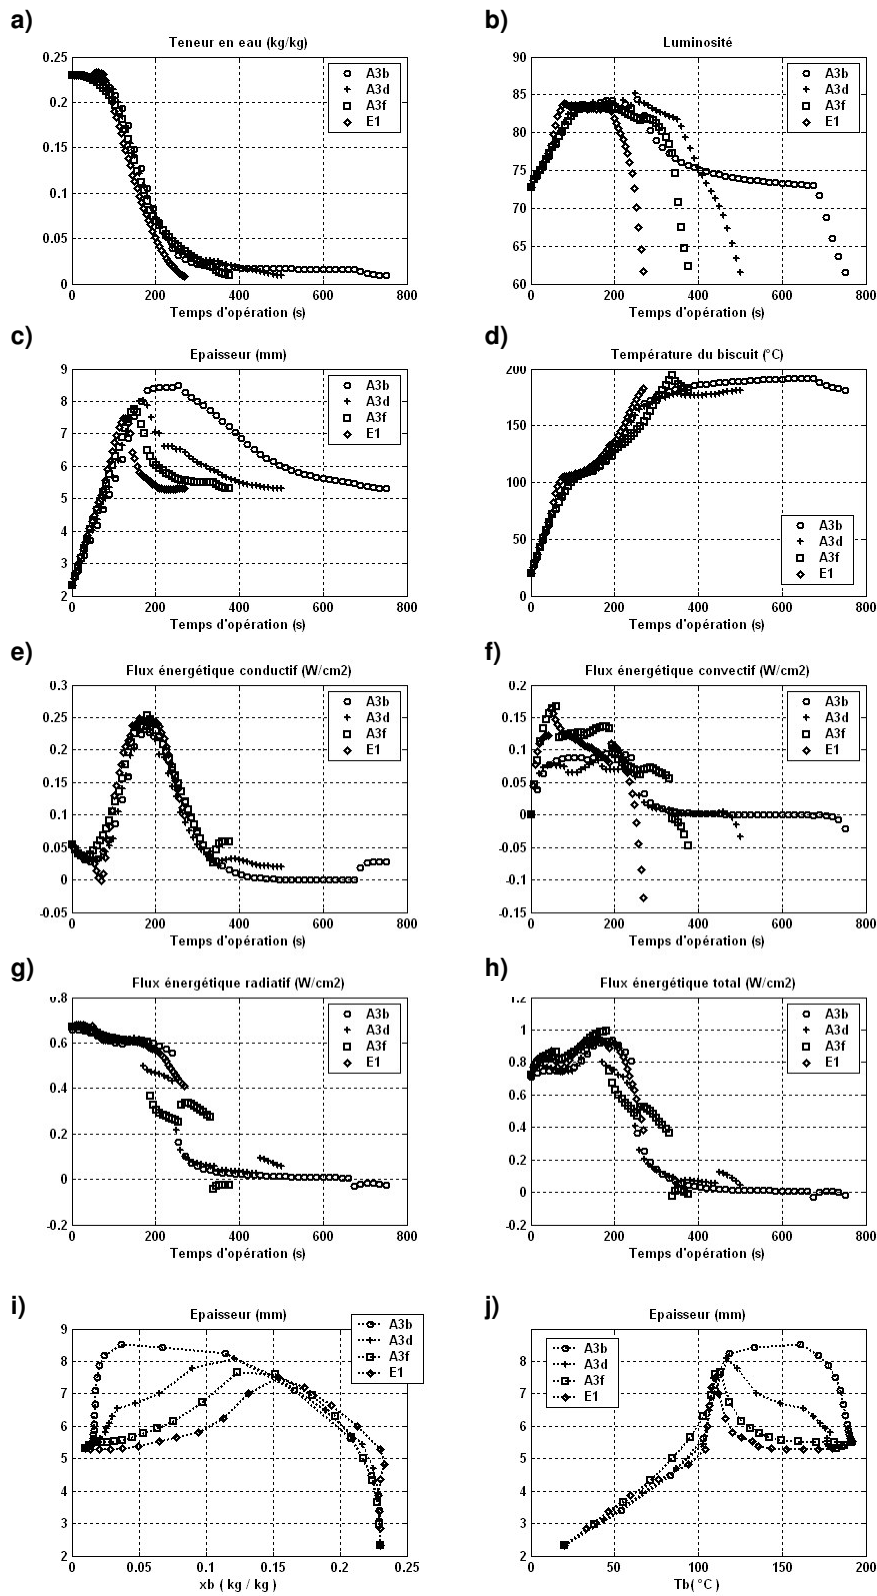 a)
Teneur en eau (kg/kg)
0.25
0.2
0.15
0.1
0.05
0
0 200 400 600 800
Temps d'opération (s)
A3b
A3d
A3f
E1
b)
Luminosité
90
85
80
75
70
65
60
0 200 400 600 800
Temps d'opération (s)
A3b
A3d
A3f
E1
c)
Epaisseur (mm)
9
8
7
6
5
4
3
2
0 200 400 600 800
Temps d'opération (s)
A3b
A3d
A3f
E1
d)
Température du biscuit (°C)
200
150
100
50
0
0 200 400 600 800
Temps d'opération (s)
A3b
A3d
A3f
E1
e)
Flux énergétique conductif (W/cm2)
0.3
0.25
0.2
0.15
0.1
0.05
0
-0.05
0 200 400 600 800
Temps d'opération (s)
A3b
A3d
A3f
E1
f)
Flux énergétique convectif (W/cm2)
0.2
0.15
0.1
0.05
0
-0.05
-0.1
-0.15
0 200 400 600 800
Temps d'opération (s)
A3b
A3d
A3f
E1
g)
Flux énergétique radiatif (W/cm2)
0.8
0.6
0.4
0.2
0
-0.2
0 200 400 600 800
Temps d'opération (s)
A3b
A3d
A3f
E1
h)
Flux énergétique total (W/cm2)
1.2
1
0.8
0.6
0.4
0.2
0
-0.2
0 200 400 600 800
Temps d'opération (s)
A3b
A3d
A3f
E1
i)
Epaisseur (mm)
9
8
7
6
5
4
3
2
0 0.05 0.1 0.15 0.2 0.25
xb ( kg / kg )
A3b
A3d
A3f
E1
j)
Epaisseur (mm)
9
8
7
6
5
4
3
2
0 50 100 150 200
Tb( °C )
A3b
A3d
A3f
E1